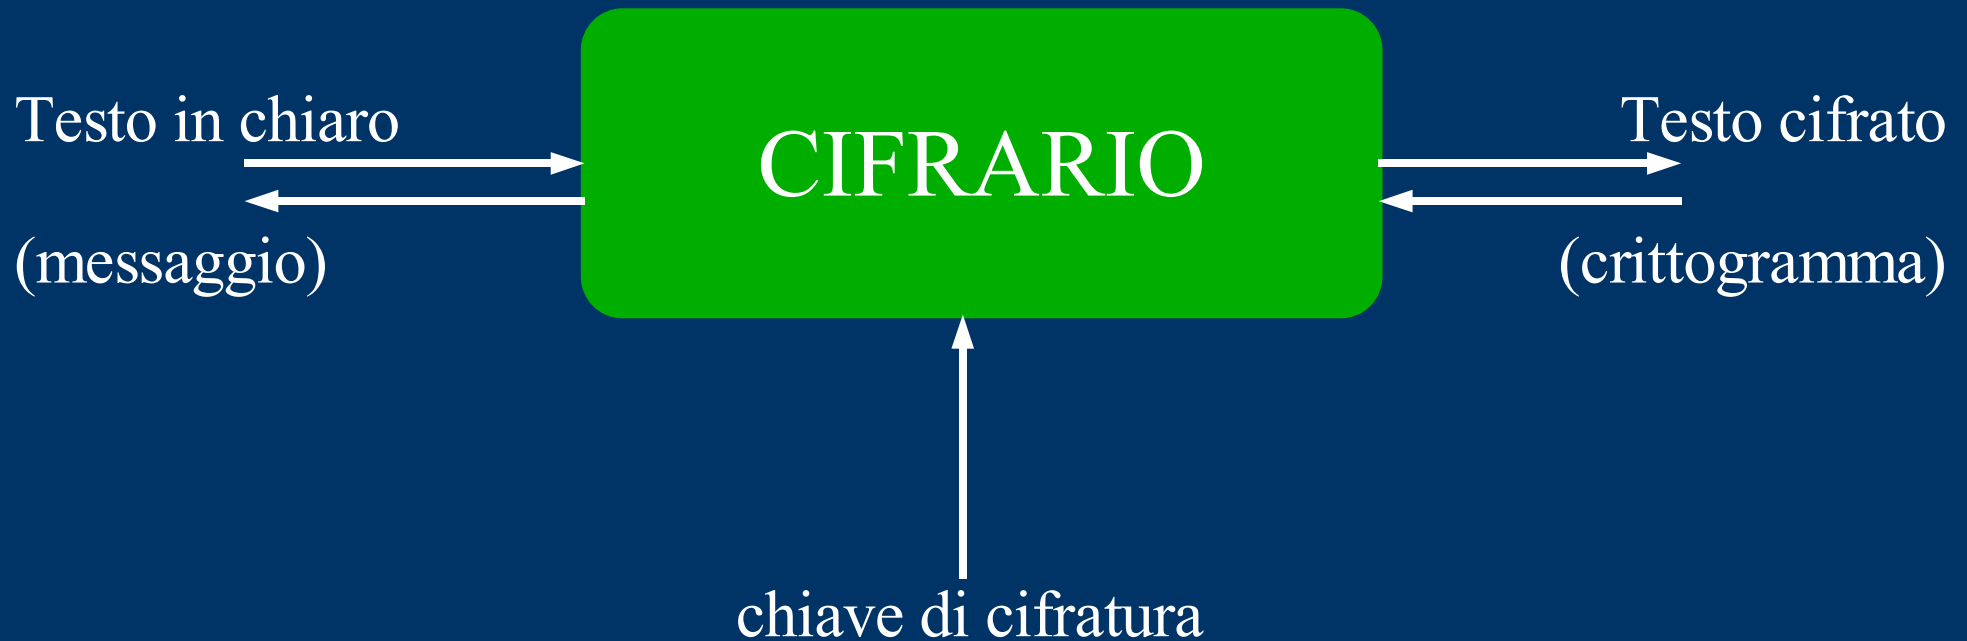 Testo in chiaro
(messaggio)
CIFRARIO
Testo cifrato
(crittogramma)
chiave di cifratura